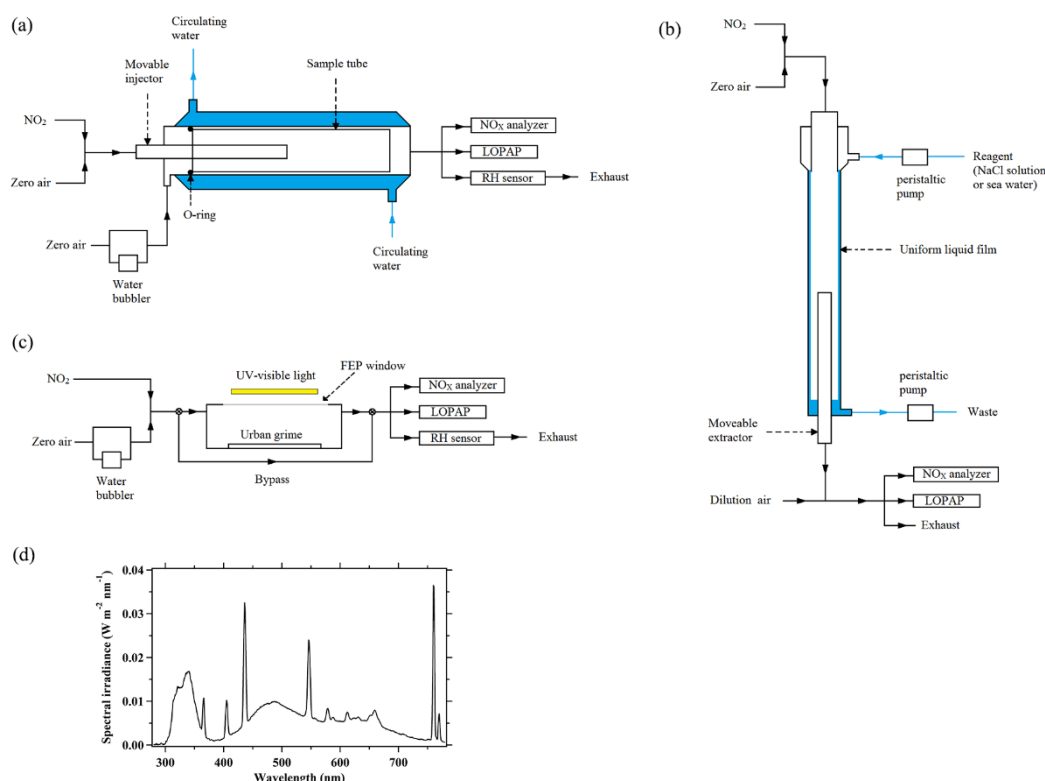 (a)
Circulating
water
Movable
injector
Sample tube
NO₂
Zero air
NOX analyzer
LOPAP
RH sensor
Exhaust
O-ring
Zero air
Water
bubbler
Circulating
water
(b)
NO₂
Zero air
Reagent
(NaCl solution
or sea water)
peristaltic
pump
Uniform liquid film
peristaltic
pump
Waste
Moveable
extractor
Dilution air
NOX analyzer
LOPAP
Exhaust
(c)
NO₂
UV-visible light
FEP window
NOX analyzer
LOPAP
RH sensor
Exhaust
Zero air
Urban grime
Water
bubbler
Bypass
(d)
Spectral irradiance (W m⁻² nm⁻¹)
0.04
0.03
0.02
0.01
0.00
300 400 500 600 700
Wavelength (nm)